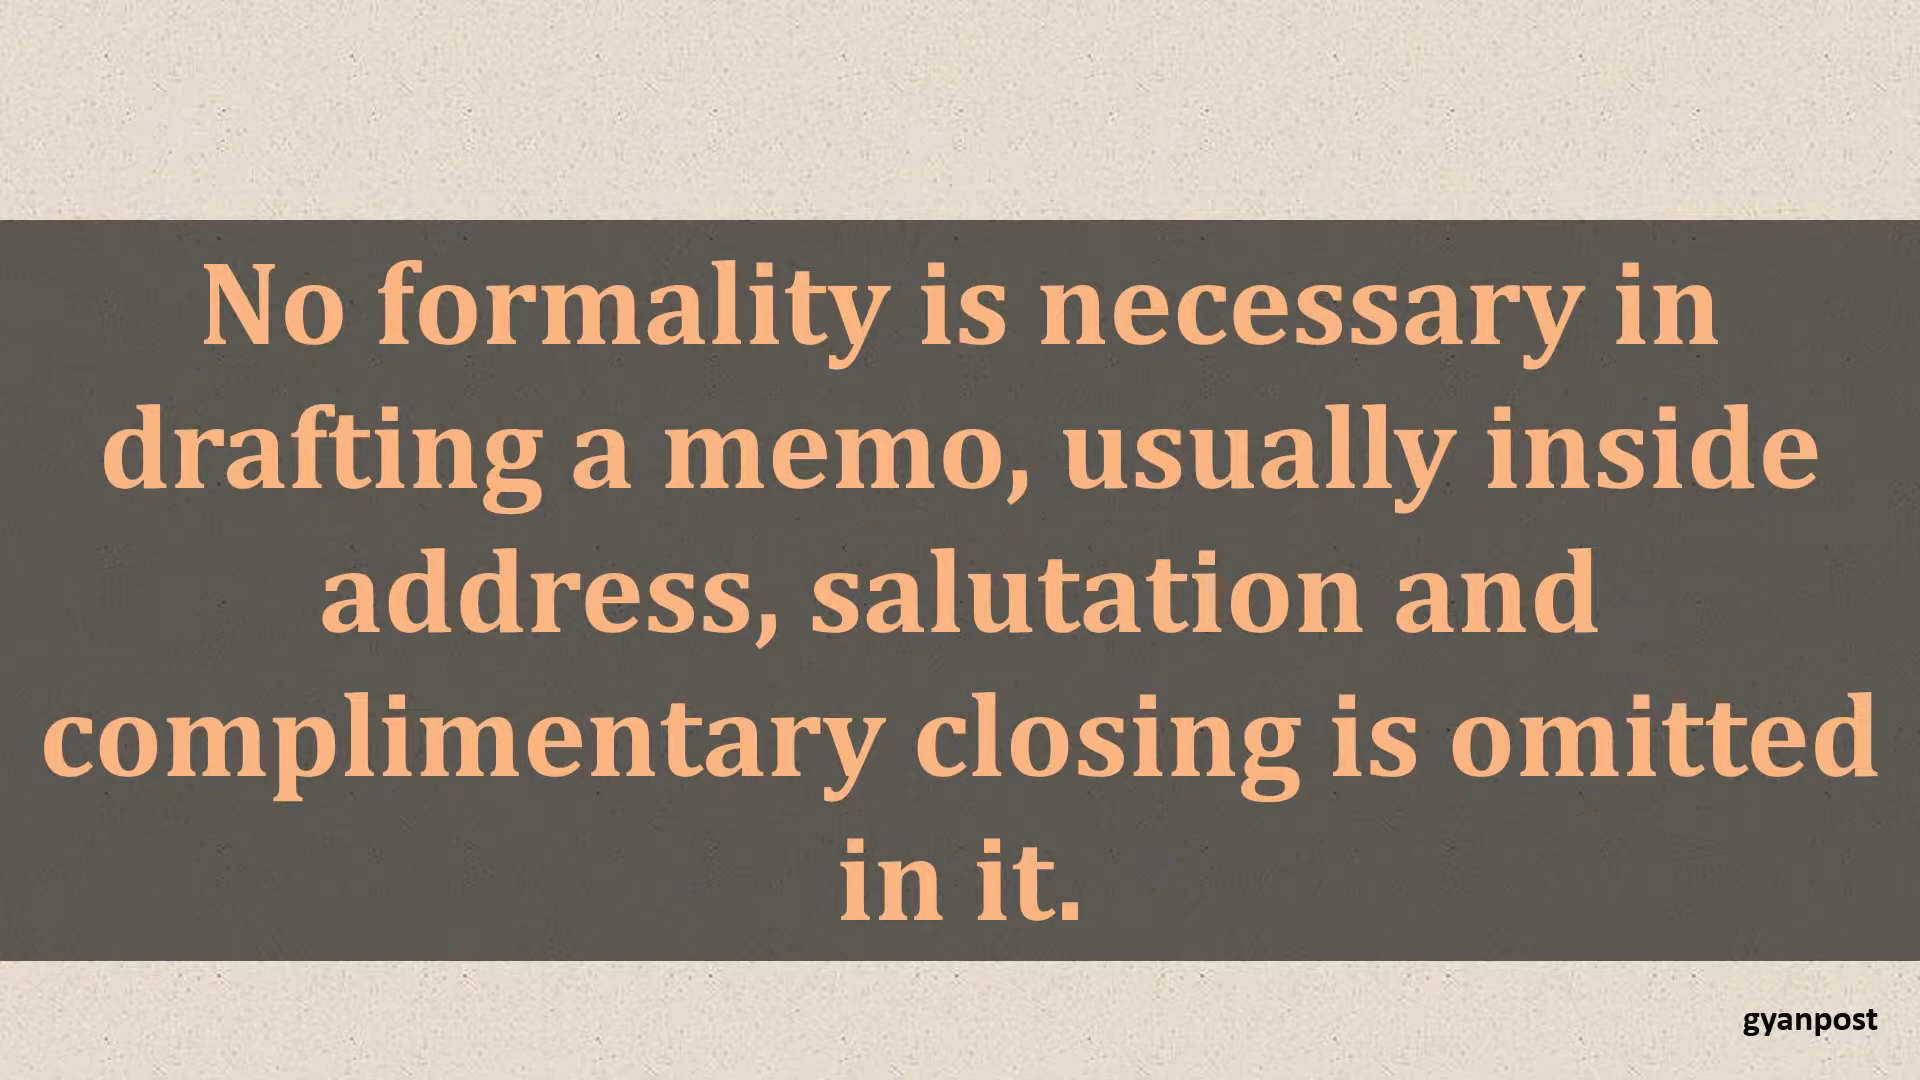 No formality is necessary in
drafting a memo, usually inside
address, salutation and
complimentary closing is omitted
in it.
gyanpost